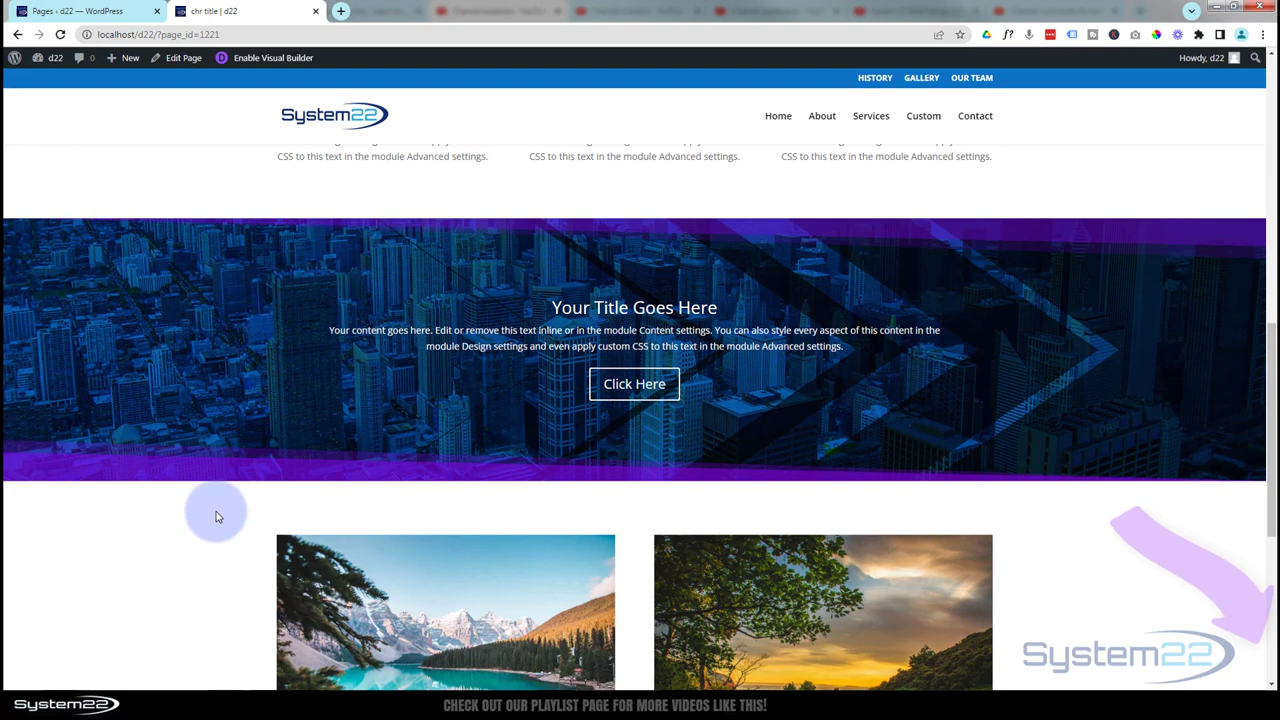 Pages ‹ d22 — WordPress
chr title | d22
localhost/d22/?page_id=1221
d22
0
New
Edit Page
Enable Visual Builder
Howdy, d22
HISTORY GALLERY OUR TEAM
System22
Home About Services Custom Contact
CSS to this text in the module Advanced settings.
CSS to this text in the module Advanced settings.
CSS to this text in the module Advanced settings.
Your Title Goes Here
Your content goes here. Edit or remove this text inline or in the module Content settings. You can also style every aspect of this content in the
module Design settings and even apply custom CSS to this text in the module Advanced settings.
Click Here
System22
System22
CHECK OUT OUR PLAYLIST PAGE FOR MORE VIDEOS LIKE THIS!